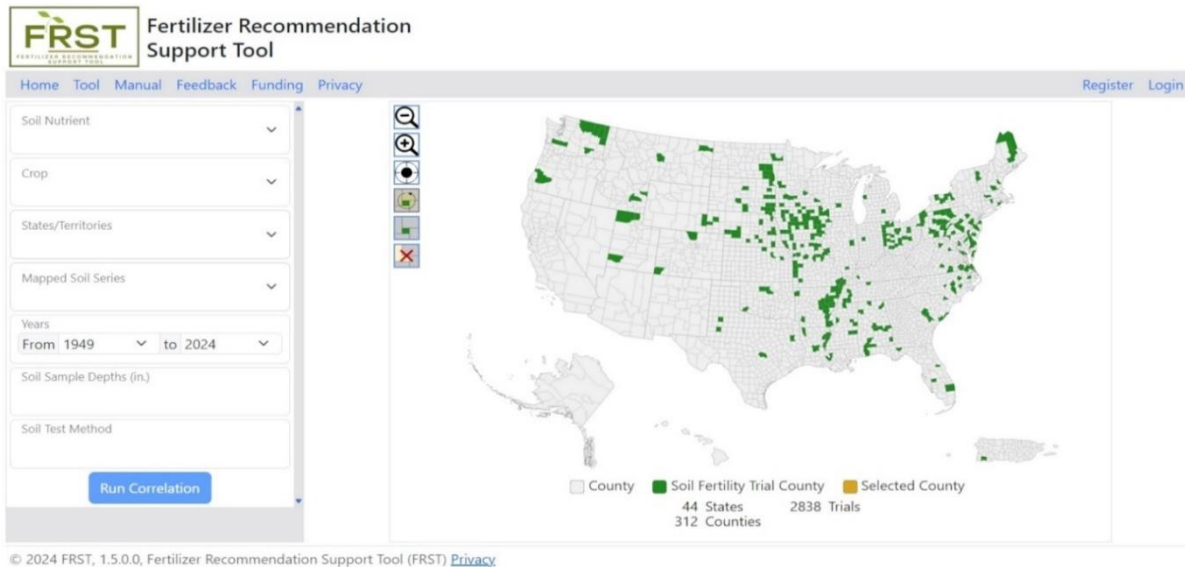 FRST
FERTILIZER RECOMMENDATION
SUPPORT TOOL
Fertilizer Recommendation
Support Tool
Home Tool Manual Feedback Funding Privacy
Register Login
Soil Nutrient
Crop
States/Territories
Mapped Soil Series
Years
From 1949 to 2024
Soil Sample Depths (in.)
Soil Test Method
Run Correlation
County Soil Fertility Trial County Selected County
44 States 2838 Trials
312 Counties
© 2024 FRST, 1.5.0.0, Fertilizer Recommendation Support Tool (FRST) Privacy